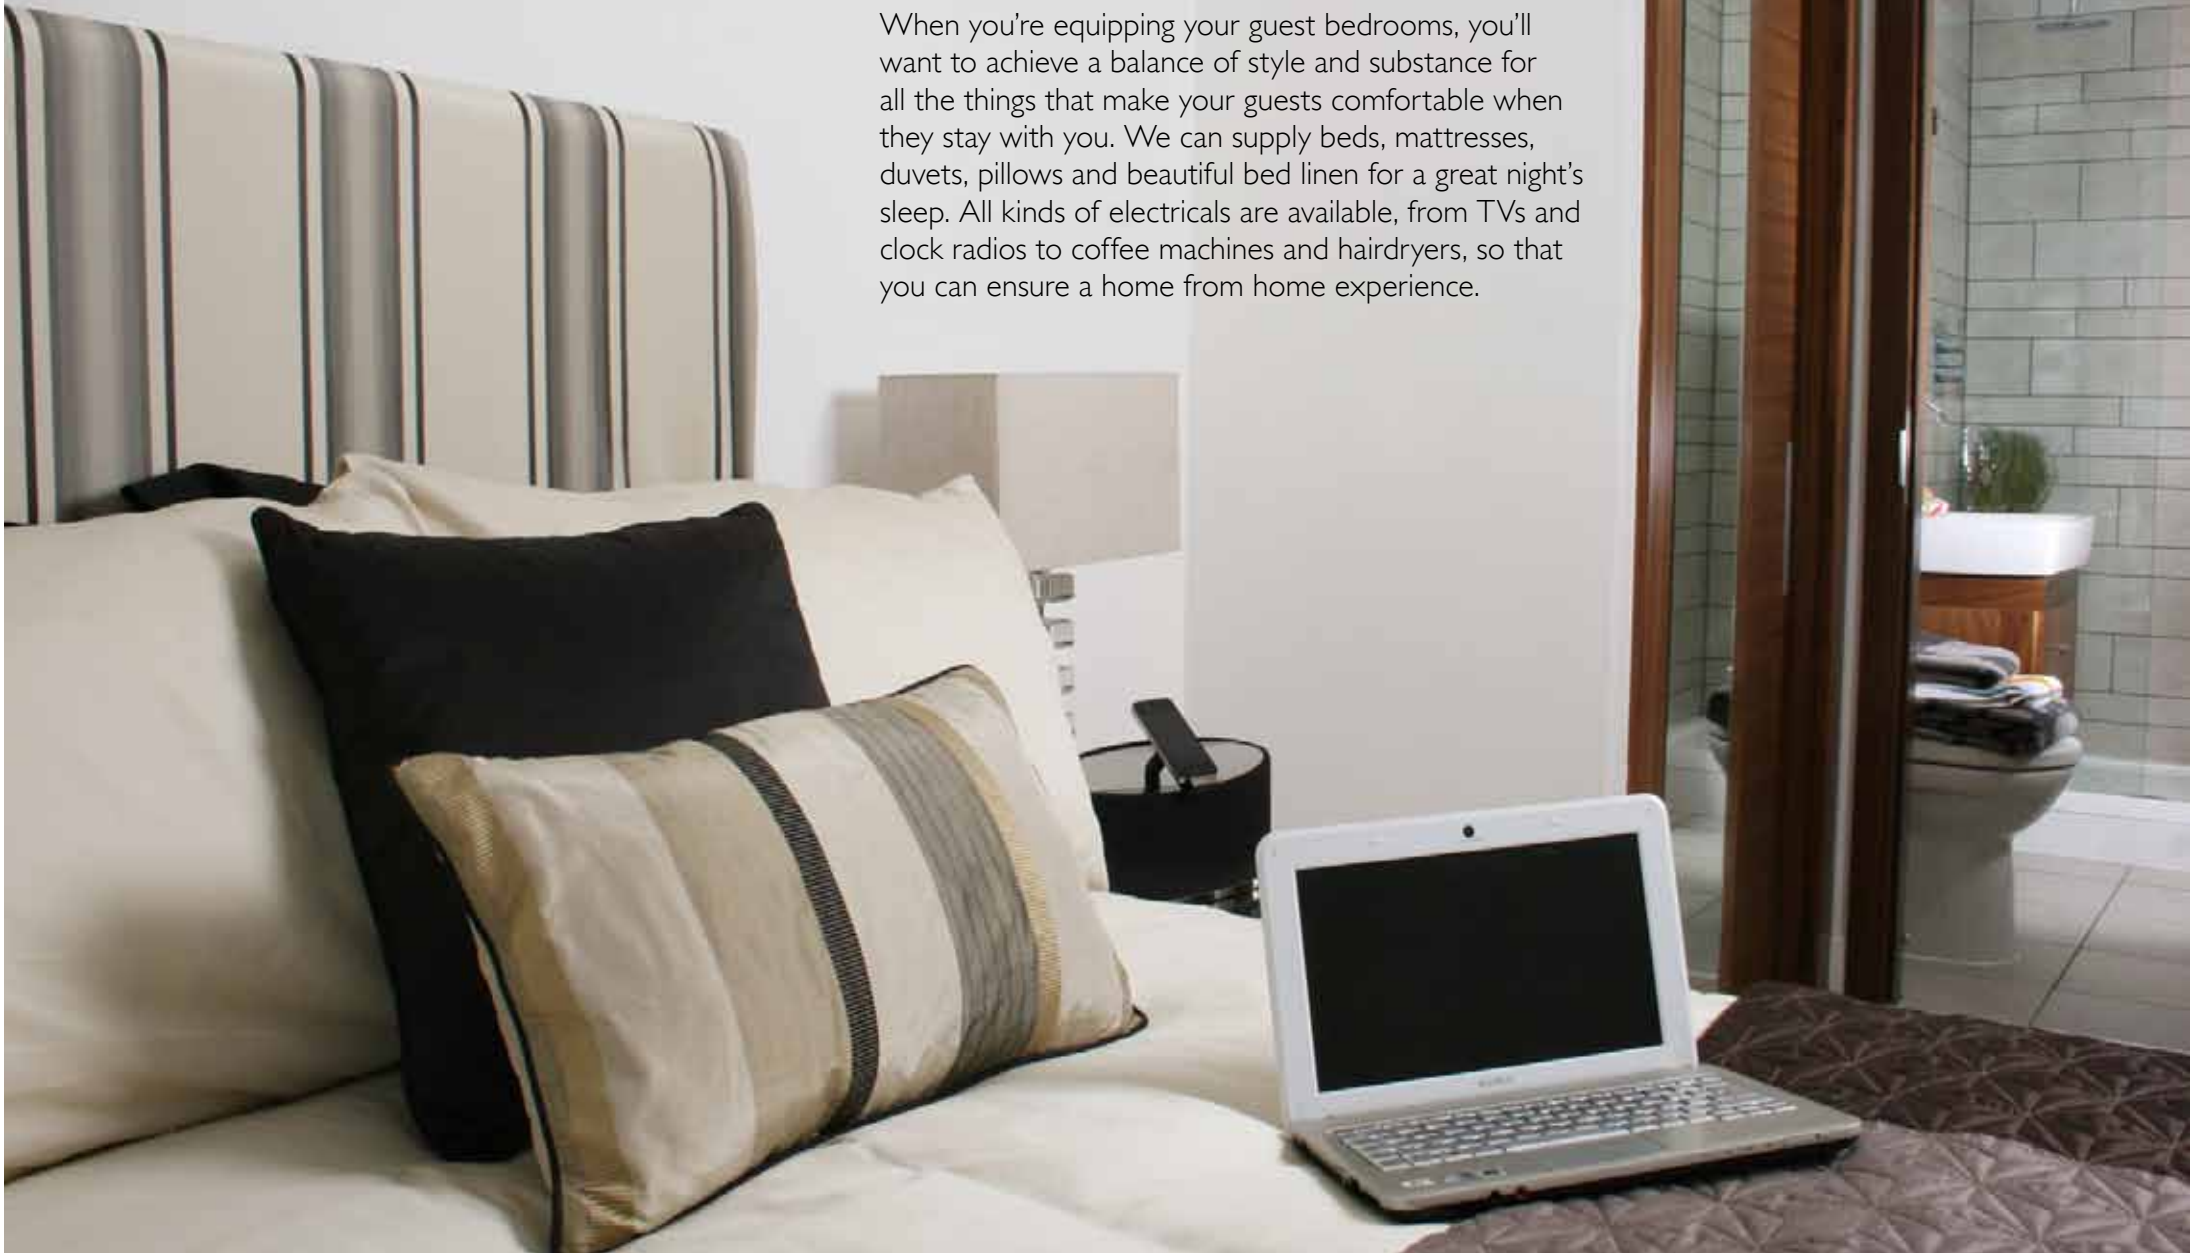 When you’re equipping your guest bedrooms, you’ll
want to achieve a balance of style and substance for
all the things that make your guests comfortable when
they stay with you. We can supply beds, mattresses,
duvets, pillows and beautiful bed linen for a great night’s
sleep. All kinds of electricals are available, from TVs and
clock radios to coffee machines and hairdryers, so that
you can ensure a home from home experience.